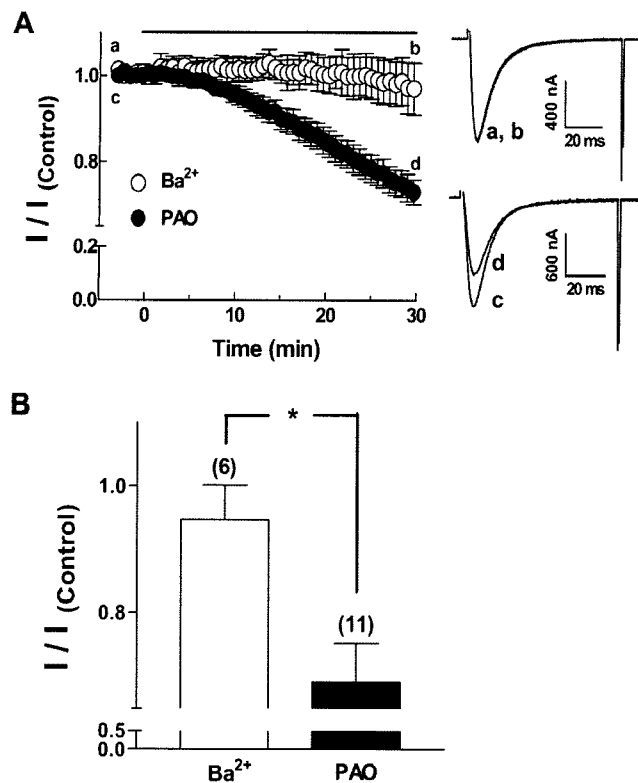 A
a
b
c
d
1.0
0.8
0.2
0.0
I / I (Control)
Ba2+
PAO
0
10
20
30
Time (min)
a, b
400 nA
20 ms
d
c
600 nA
20 ms
B
*
(6)
(11)
1.0
0.8
0.5
0.0
I / I (Control)
Ba2+
PAO